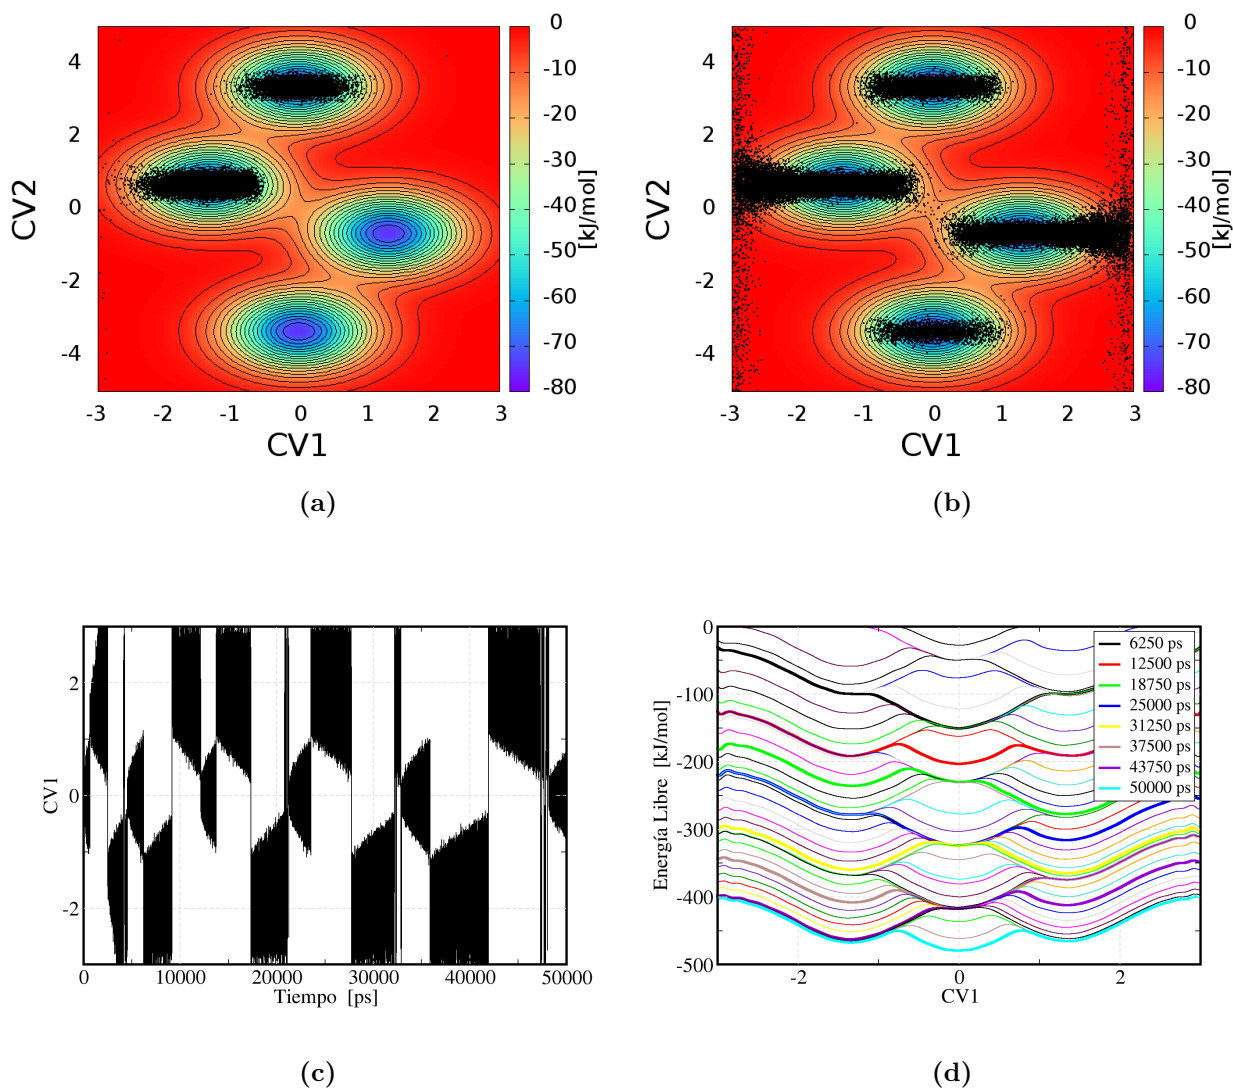 0
-10
-20
-30
-40
-50
-60
-70
-80
[kJ/mol]
4
2
0
-2
-4
CV2
-3
-2
-1
0
1
2
3
CV1
(a)
0
-10
-20
-30
-40
-50
-60
-70
-80
[kJ/mol]
4
2
0
-2
-4
CV2
-3
-2
-1
0
1
2
3
CV1
(b)
2
0
-2
CV1
0
10000
20000
30000
40000
50000
Tiempo [ps]
(c)
0
-100
-200
-300
-400
-500
Energía Libre [kJ/mol]
6250 ps
12500 ps
18750 ps
25000 ps
31250 ps
37500 ps
43750 ps
50000 ps
-2
0
2
CV1
(d)